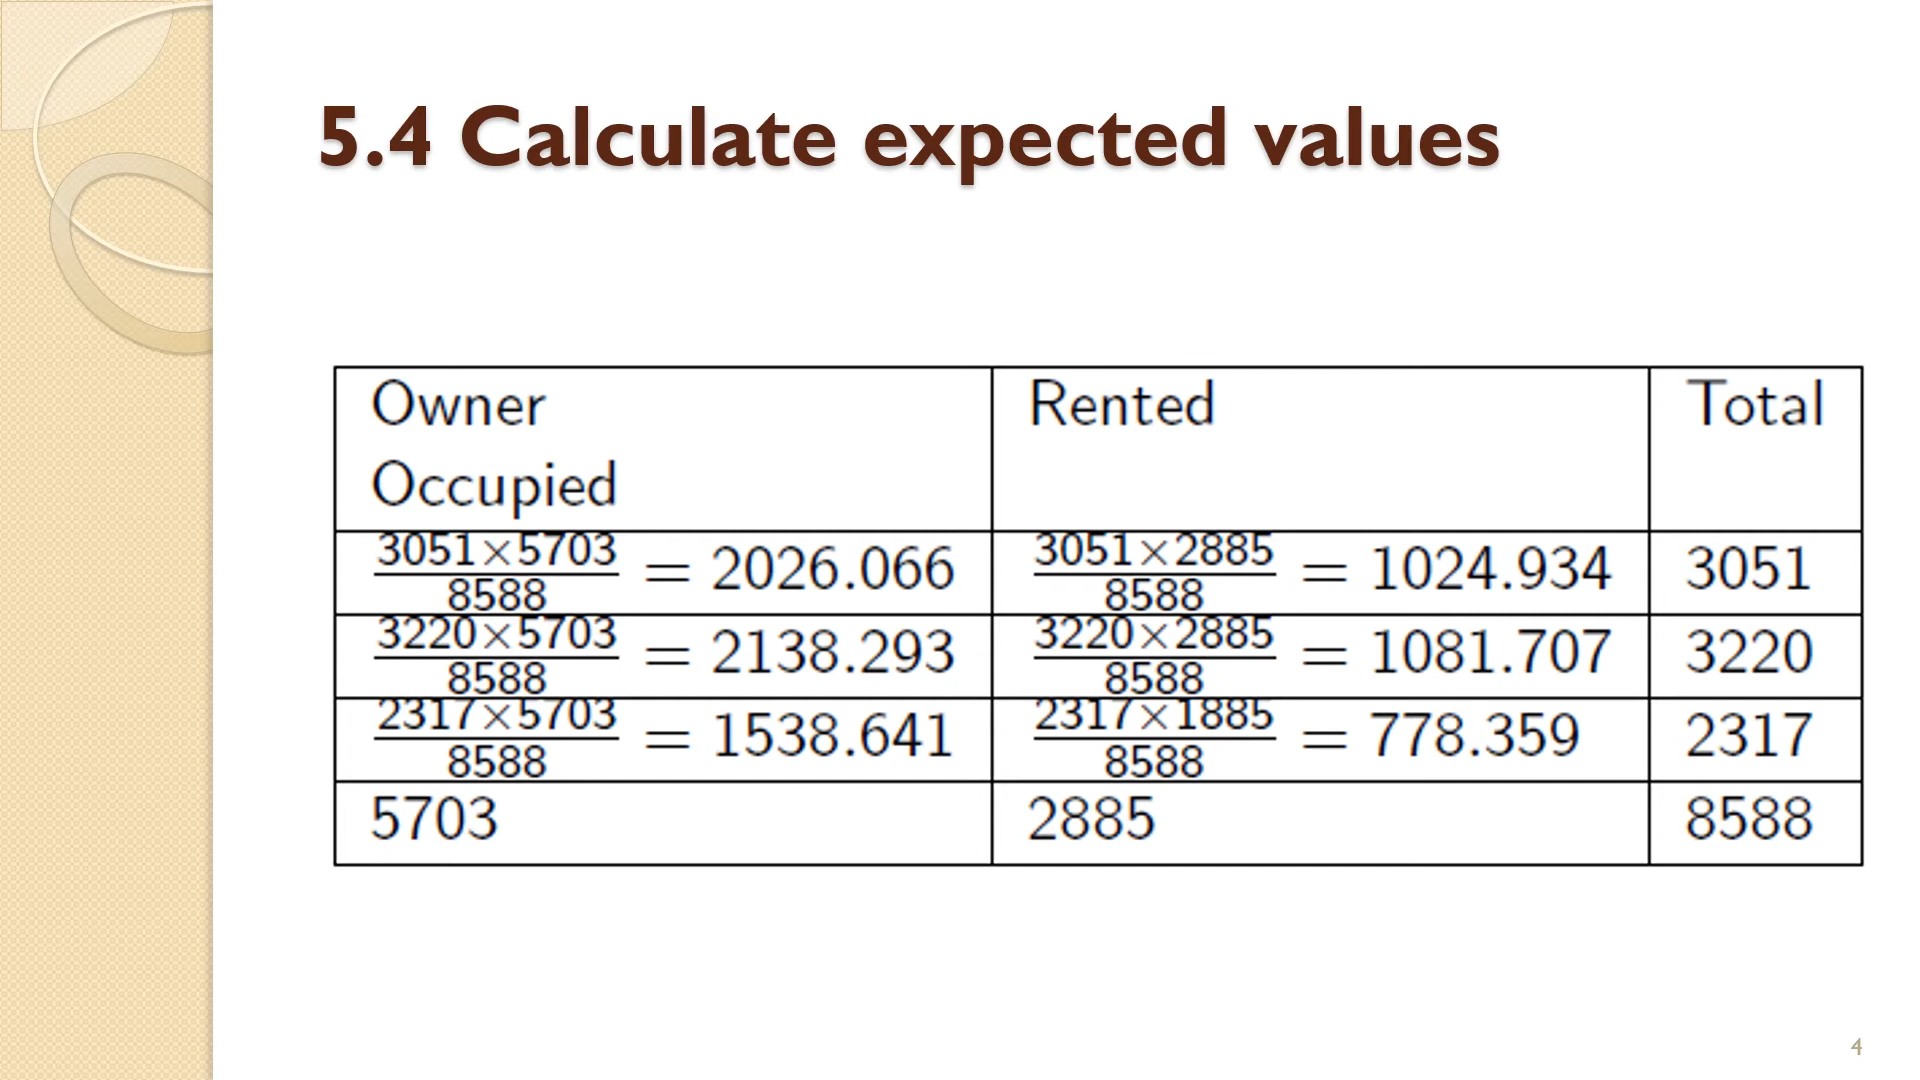 5.4 Calculate expected values
Owner Occupied Rented Total
3051×5703/8588 = 2026.066 3051×2885/8588 = 1024.934 3051
3220×5703/8588 = 2138.293 3220×2885/8588 = 1081.707 3220
2317×5703/8588 = 1538.641 2317×1885/8588 = 778.359 2317
5703 2885 8588
4